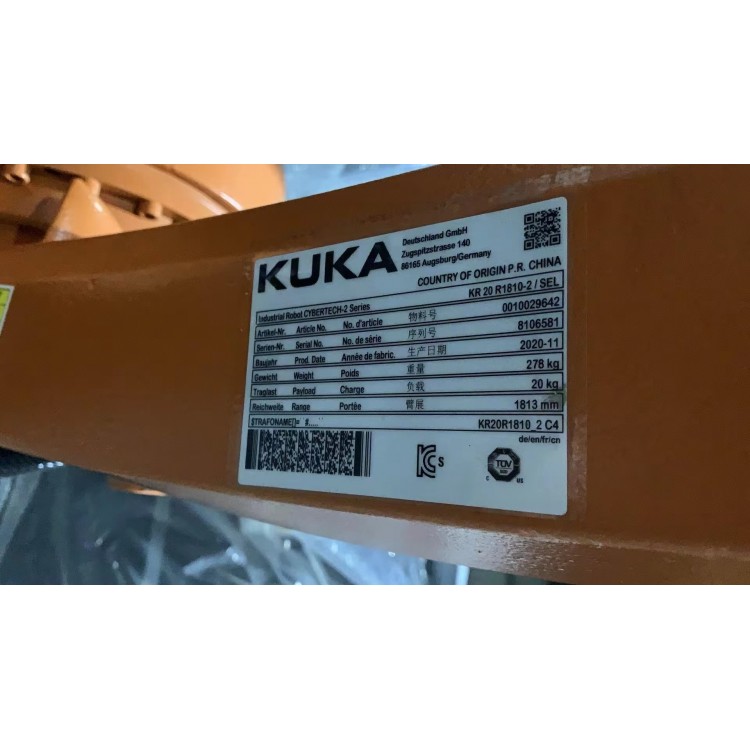 KUKA
Deutschland GmbH
Zugspitzstrasse 140
86165 Augsburg/Germany
COUNTRY OF ORIGIN P.R. CHINA
Industrial Robot CYBERTECH-2 Series KR 20 R1810-2 / SEL
Artikel-Nr. Article No. No. d'article 物料号 0010029642
Serien-Nr. Serial No. No. de série 序列号 8106581
Baujahr Prod. Date Année de fabric. 生产日期 2020-11
Gewicht Weight Poids 重量 278 kg
Traglast Payload Charge 负载 20 kg
Reichweite Range Portée 臂展 1813 mm
$TRAFONAME[]= #..... KR20R1810_2 C4
de/en/fr/cn
S
TÜV
C US